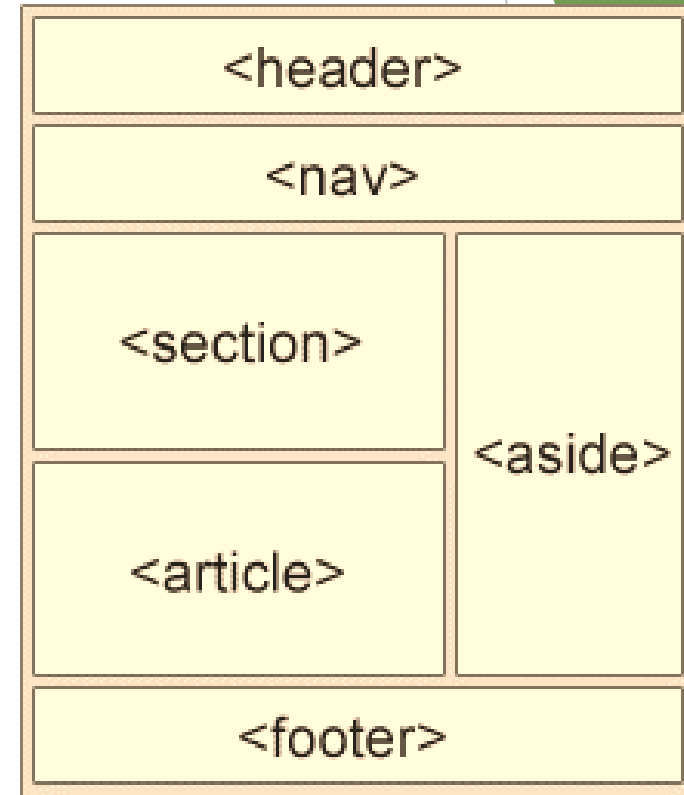 <header>
<nav>
<section>
<aside>
<article>
<footer>